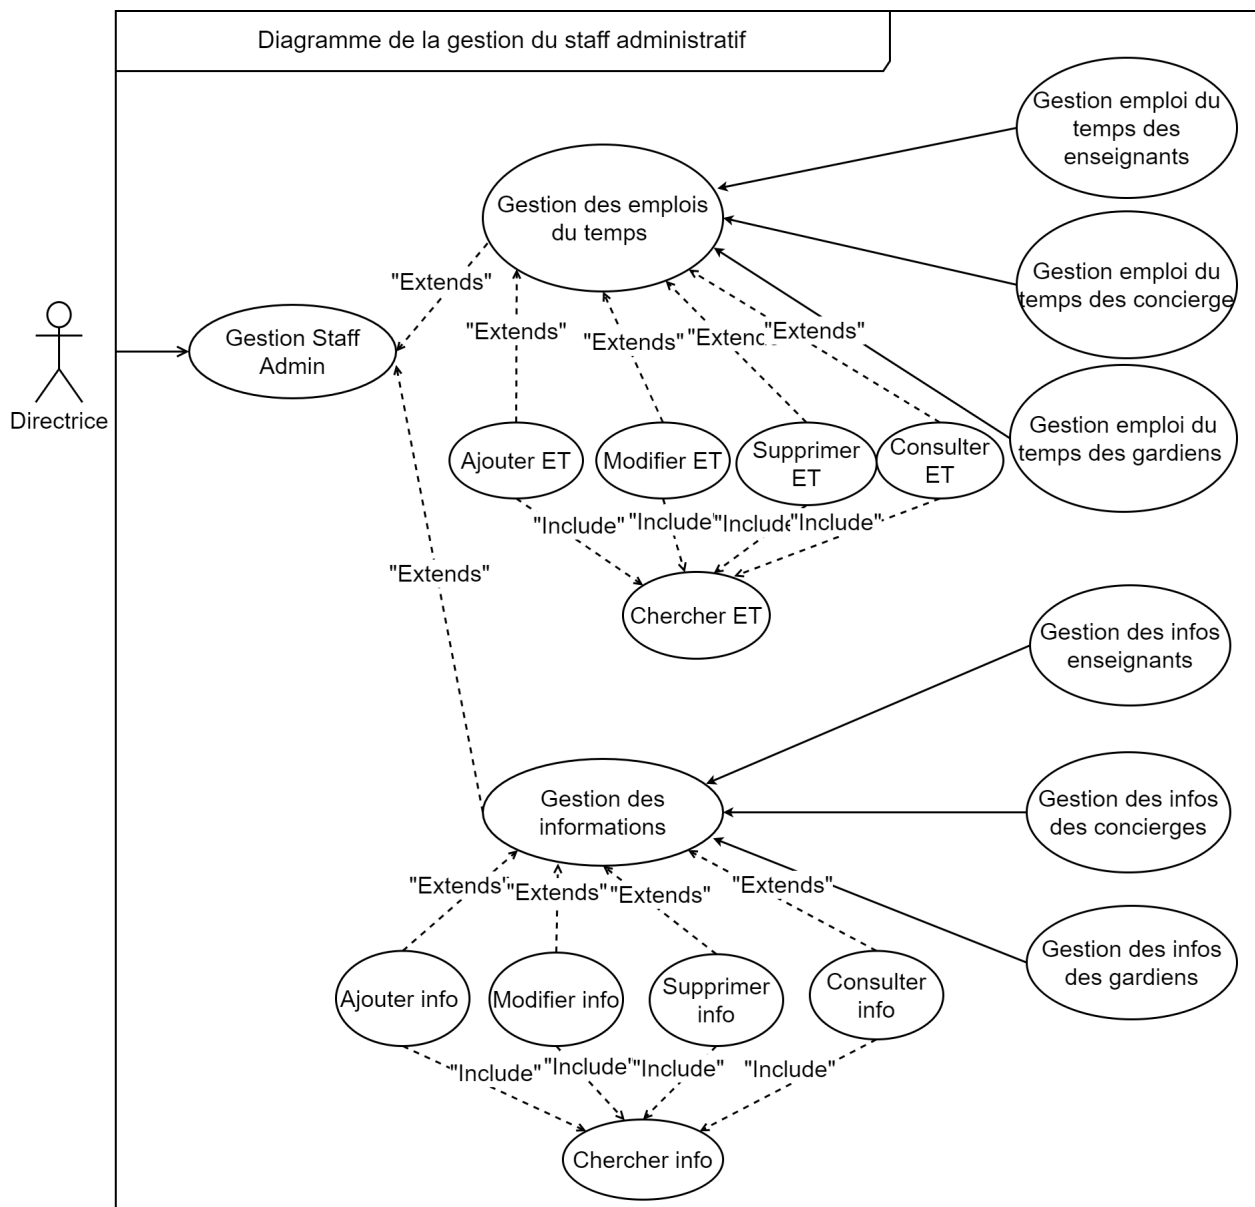 Diagramme de la gestion du staff administratif
Gestion emploi du
temps des
enseignants
Gestion des emplois
du temps
Gestion emploi du
temps des concierge
"Extends"
Directrice
Gestion Staff
Admin
"Extends"
"Extends"
"Extends"
"Extends"
Gestion emploi du
temps des gardiens
Ajouter ET
Modifier ET
Supprimer
ET
Consulter
ET
"Include"
"Include"
"Include
"Include"
"Extends"
Chercher ET
Gestion des infos
enseignants
Gestion des
informations
Gestion des infos
des concierges
"Extends"
"Extends"
"Extends"
"Extends"
Gestion des infos
des gardiens
Ajouter info
Modifier info
Supprimer
info
Consulter
info
"Include"
"Include"
"Include"
"Include"
Chercher info